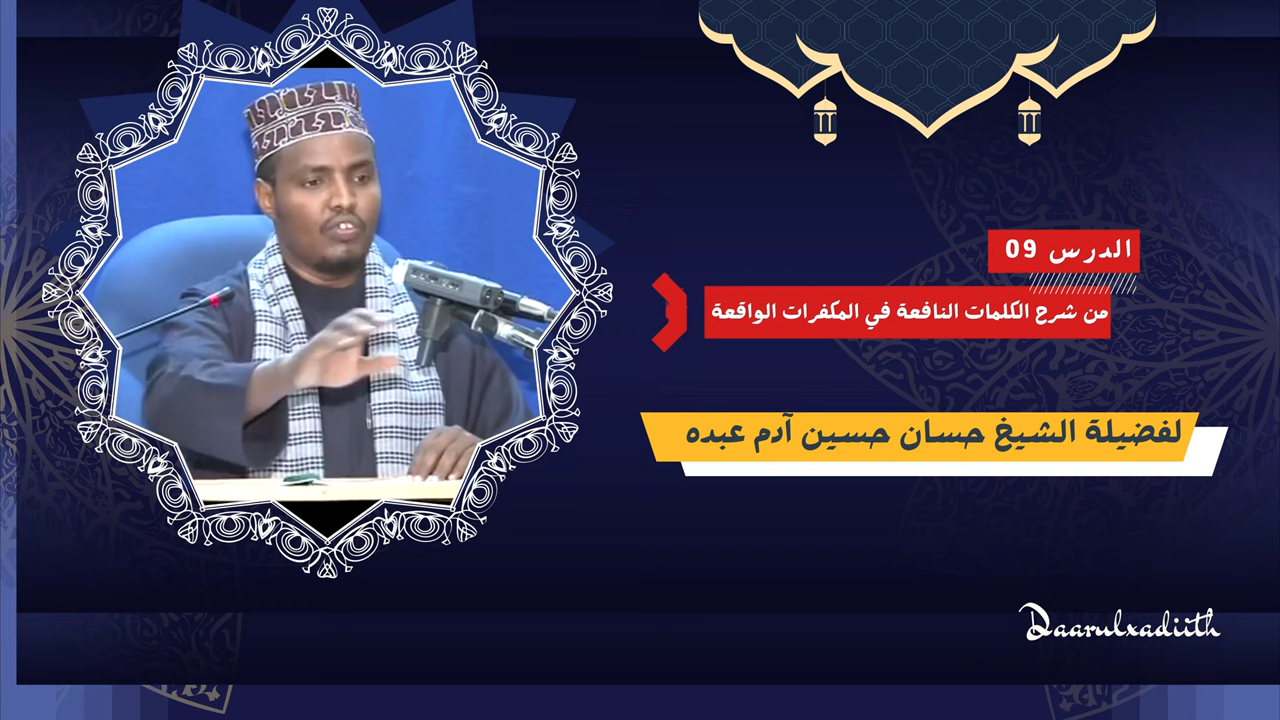 الدرس 09
من شرح الكلمات النافعة في المكفرات الواقعة
لفضيلة الشيخ حسان حسين آدم عبده
Daarulxadiith